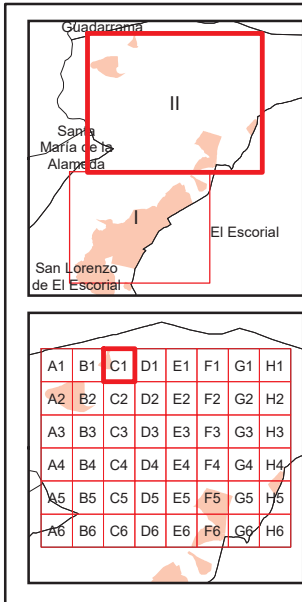 Guadarrama
II
Santa
María de la
Alameda
I
El Escorial
San Lorenzo
de El Escorial
A1 B1 C1 D1 E1 F1 G1 H1
A2 B2 C2 D2 E2 F2 G2 H2
A3 B3 C3 D3 E3 F3 G3 H3
A4 B4 C4 D4 E4 F4 G4 H4
A5 B5 C5 D5 E5 F5 G5 H5
A6 B6 C6 D6 E6 F6 G6 H6